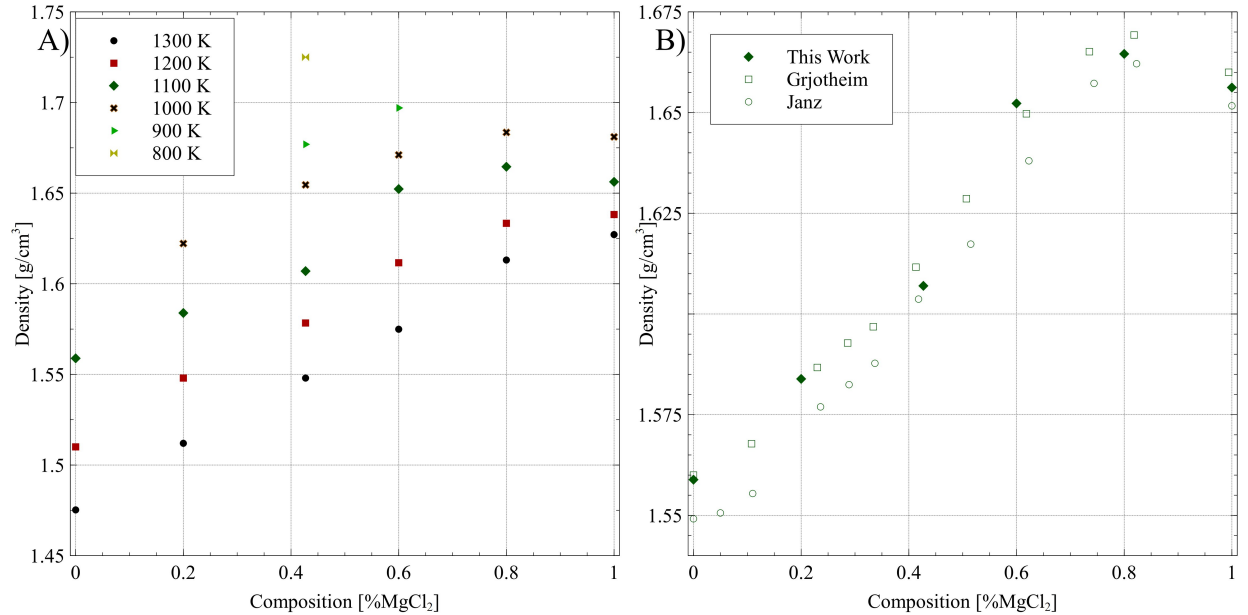 A)
1300 K
1200 K
1100 K
1000 K
900 K
800 K
1.75
1.7
1.65
1.6
1.55
1.5
1.45
Density [g/cm³]
0
0.2
0.4
0.6
0.8
1
Composition [%MgCl₂]
B)
This Work
Grjotheim
Janz
1.675
1.65
1.625
1.575
1.55
Density [g/cm³]
0
0.2
0.4
0.6
0.8
1
Composition [%MgCl₂]